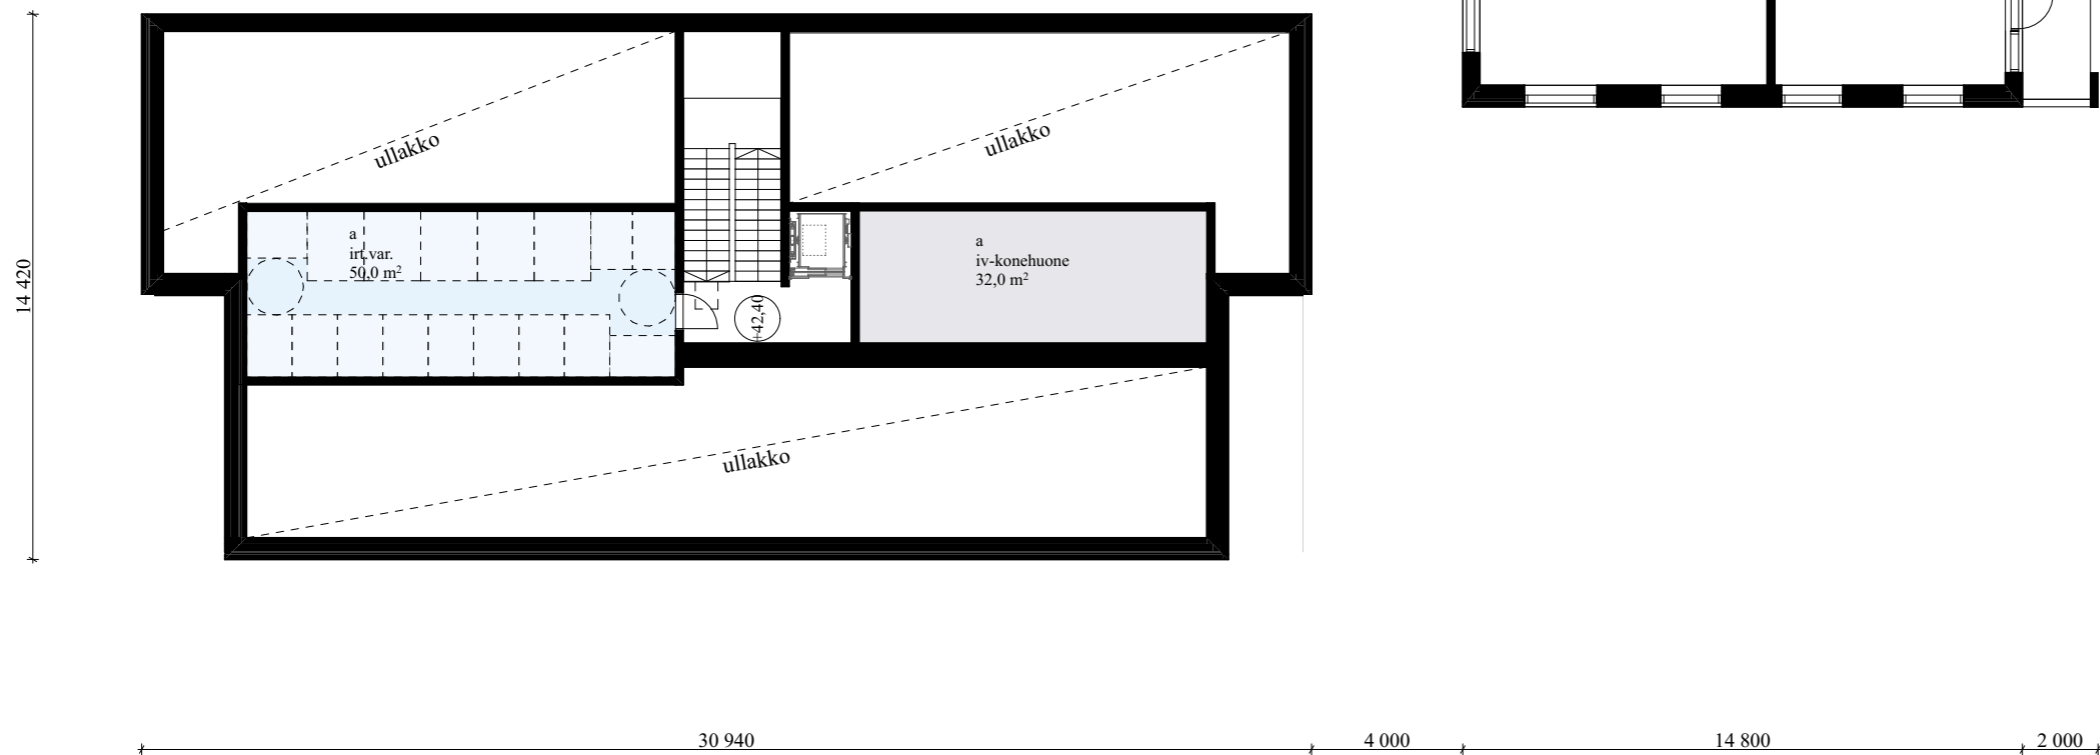 ullakko
ullakko
a
irt.var.
50,0 m²
a
iv-konehuone
32,0 m²
+42,40
14 420
ullakko
30 940
4 000
14 800
2 000